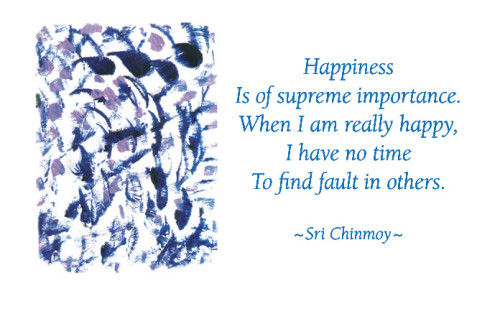 Happiness
Is of supreme importance.
When I am really happy,
I have no time
To find fault in others.
~Sri Chinmoy~